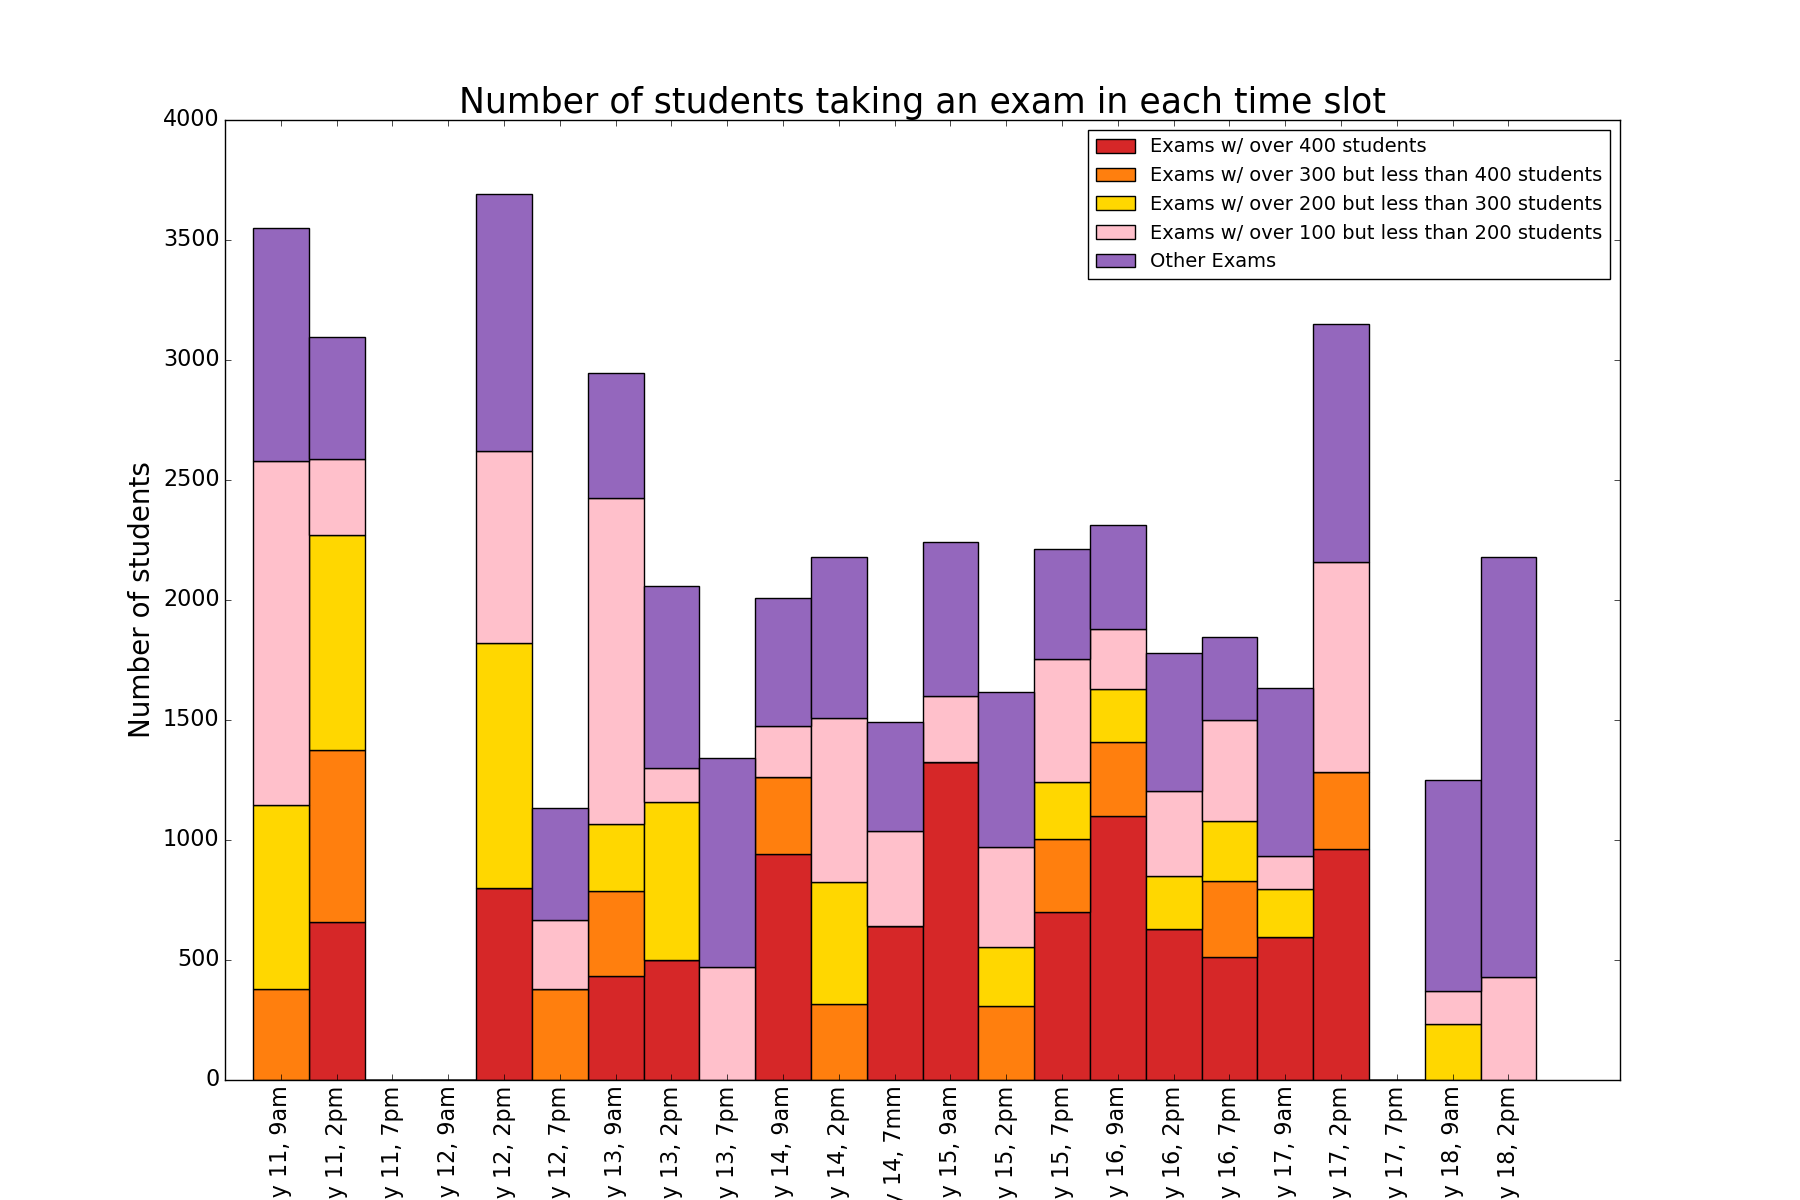 Number of students taking an exam in each time slot
Exams w/ over 400 students
Exams w/ over 300 but less than 400 students
Exams w/ over 200 but less than 300 students
Exams w/ over 100 but less than 200 students
Other Exams
Number of students
4000
3500
3000
2500
2000
1500
1000
500
0
y 11, 9am
y 11, 2pm
y 11, 7pm
y 12, 9am
y 12, 2pm
y 12, 7pm
y 13, 9am
y 13, 2pm
y 13, 7pm
y 14, 9am
y 14, 2pm
y 14, 7mm
y 15, 9am
y 15, 2pm
y 15, 7pm
y 16, 9am
y 16, 2pm
y 16, 7pm
y 17, 9am
y 17, 2pm
y 17, 7pm
y 18, 9am
y 18, 2pm